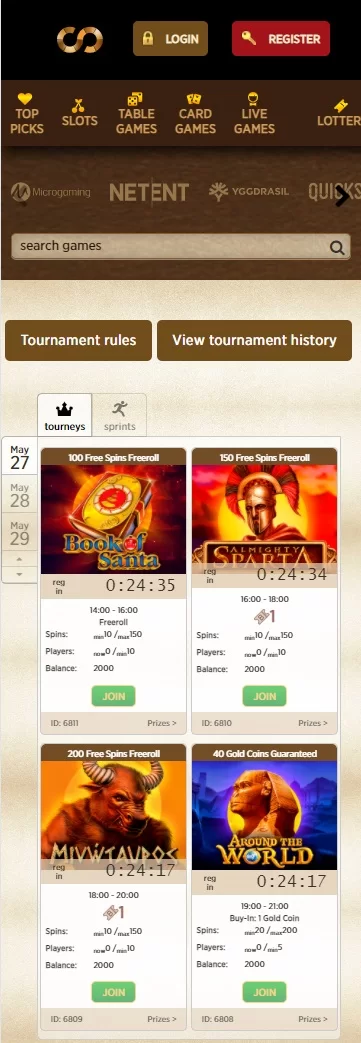 LOGIN
REGISTER
TOP PICKS
SLOTS
TABLE GAMES
CARD GAMES
LIVE GAMES
LOTTER
Microgaming
NETENT
YGGDRASIL
QUICKS
search games
Tournament rules
View tournament history
tourneys
sprints
May
27
May
28
May
29
100 Free Spins Freeroll
Book of Santa
reg in
0:24:35
14:00 - 16:00
Freeroll
Spins: min10 /max150
Players: now0 /min10
Balance: 2000
JOIN
ID: 6811 Prizes >
150 Free Spins Freeroll
ALMIGHTY
SPARTA
reg in
0:24:34
16:00 - 18:00
1
Spins: min10 /max150
Players: now0 /min10
Balance: 2000
JOIN
ID: 6810 Prizes >
200 Free Spins Freeroll
reg in
0:24:17
18:00 - 20:00
1
Spins: min10 /max150
Players: now0 /min10
Balance: 2000
JOIN
ID: 6809 Prizes >
40 Gold Coins Guaranteed
AROUND THE
WORLD
0:24:17
reg in
19:00 - 21:00
Buy-In: 1 Gold Coin
Spins: min20 /max200
Players: now0 /min5
Balance: 2000
JOIN
ID: 6808 Prizes >